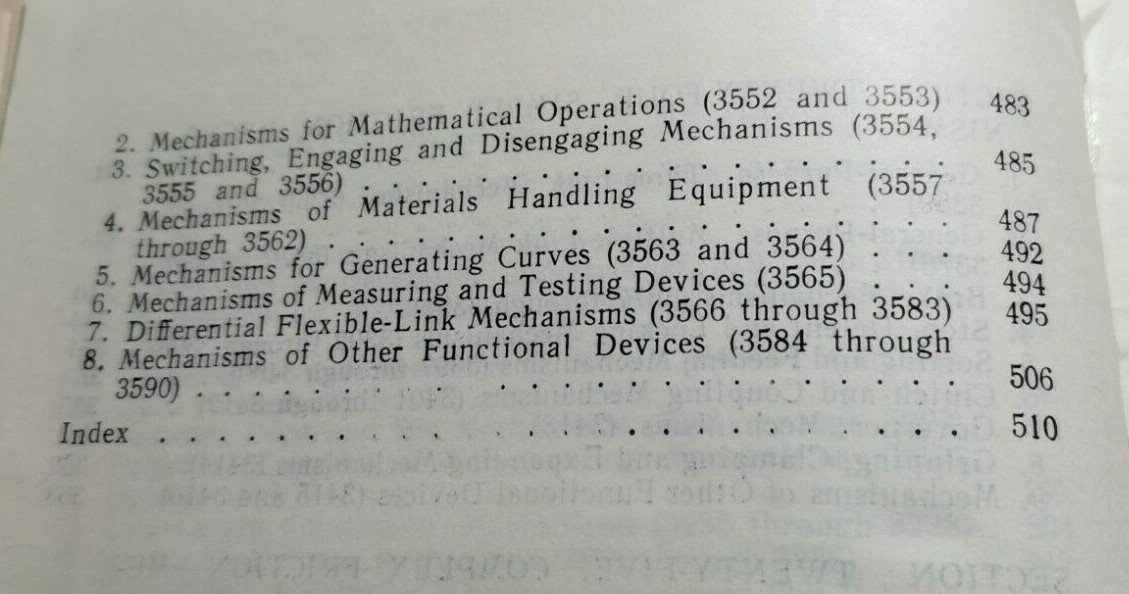 2. Mechanisms for Mathematical Operations (3552 and 3553) 483
3. Switching, Engaging and Disengaging Mechanisms (3554,
3555 and 3556) . . . . . . . . . . . . . . . . . . . 485
4. Mechanisms of Materials Handling Equipment (3557
through 3562) . . . . . . . . . . . . . . . . . . . . 487
5. Mechanisms for Generating Curves (3563 and 3564) . . . 492
6. Mechanisms of Measuring and Testing Devices (3565) . . . 494
7. Differential Flexible-Link Mechanisms (3566 through 3583) 495
8. Mechanisms of Other Functional Devices (3584 through
3590) . . . . . . . . . . . . . . . . . . . . . . . . 506
Index . . . . . . . . . . . . . . . . . . . . . . . . . 510